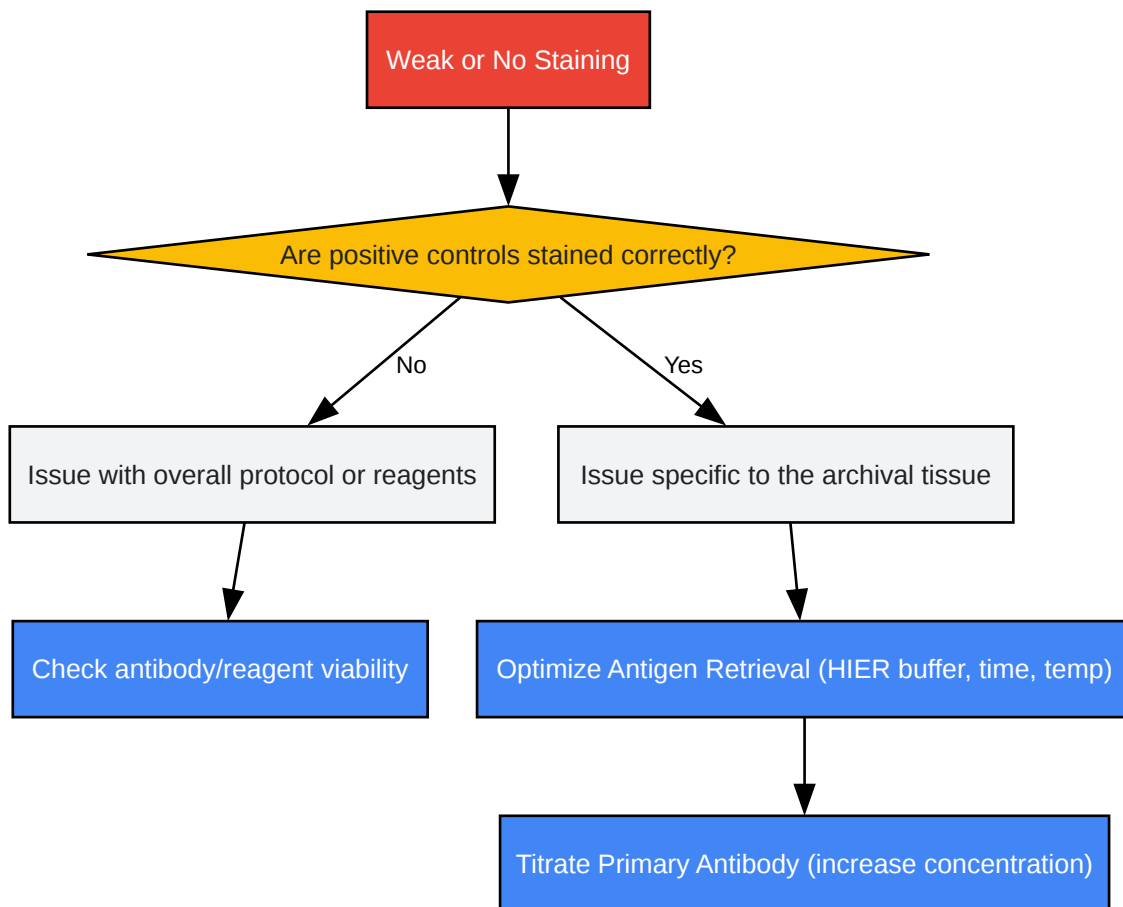 Weak or No Staining
Are positive controls stained correctly?
No
Yes
Issue with overall protocol or reagents
Issue specific to the archival tissue
Check antibody/reagent viability
Optimize Antigen Retrieval (HIER buffer, time, temp)
Titrate Primary Antibody (increase concentration)